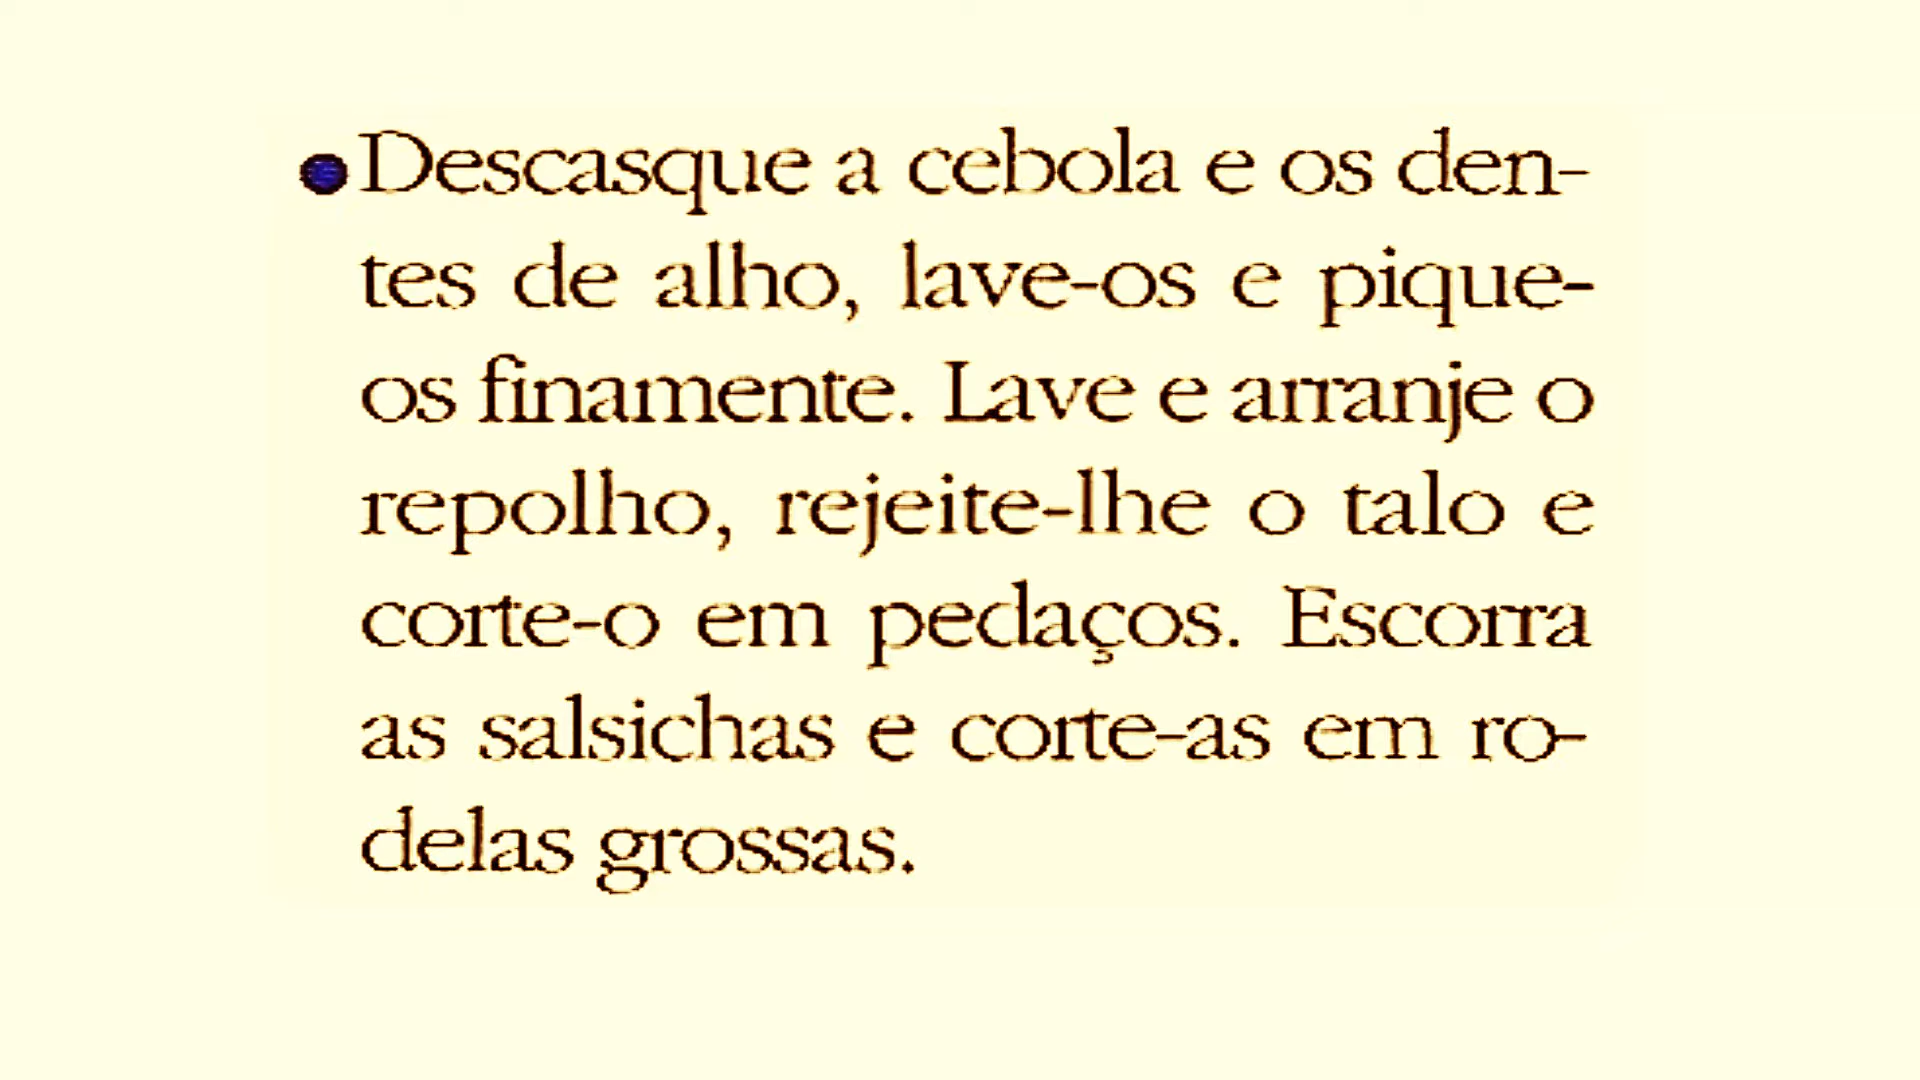 •Descasque a cebola e os den-
tes de alho, lave-os e pique-
os finamente. Lave e arranje o
repolho, rejeite-lhe o talo e
corte-o em pedaços. Escorra
as salsichas e corte-as em ro-
delas grossas.